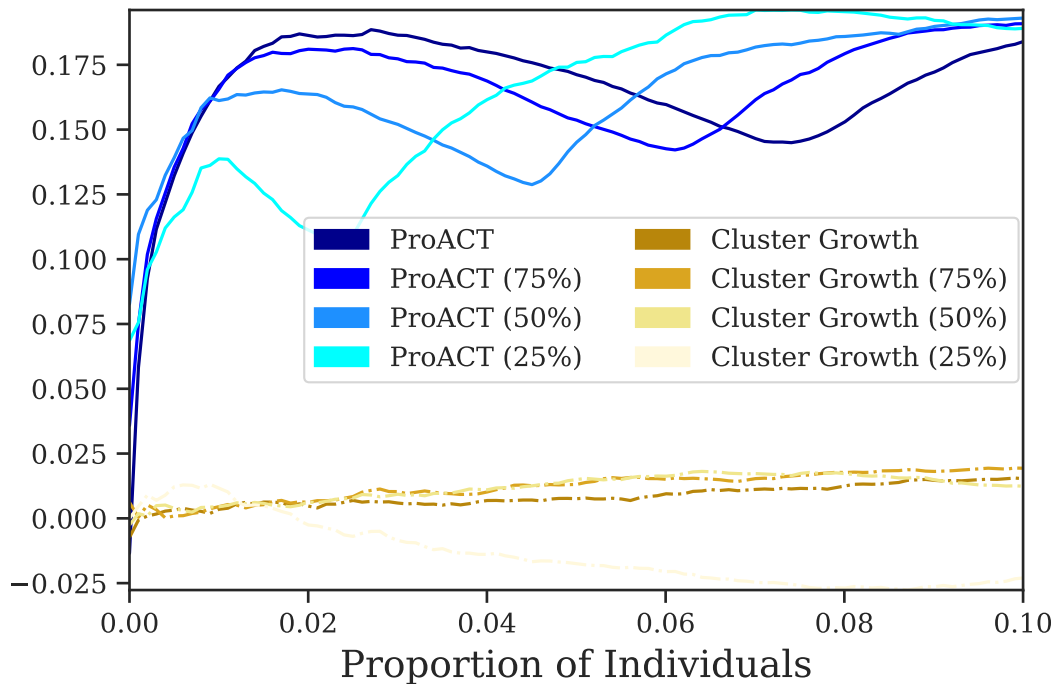 0.175
0.150
0.125
0.100
0.075
0.050
0.025
0.000
−0.025
ProACT
ProACT (75%)
ProACT (50%)
ProACT (25%)
Cluster Growth
Cluster Growth (75%)
Cluster Growth (50%)
Cluster Growth (25%)
0.00 0.02 0.04 0.06 0.08 0.10
Proportion of Individuals